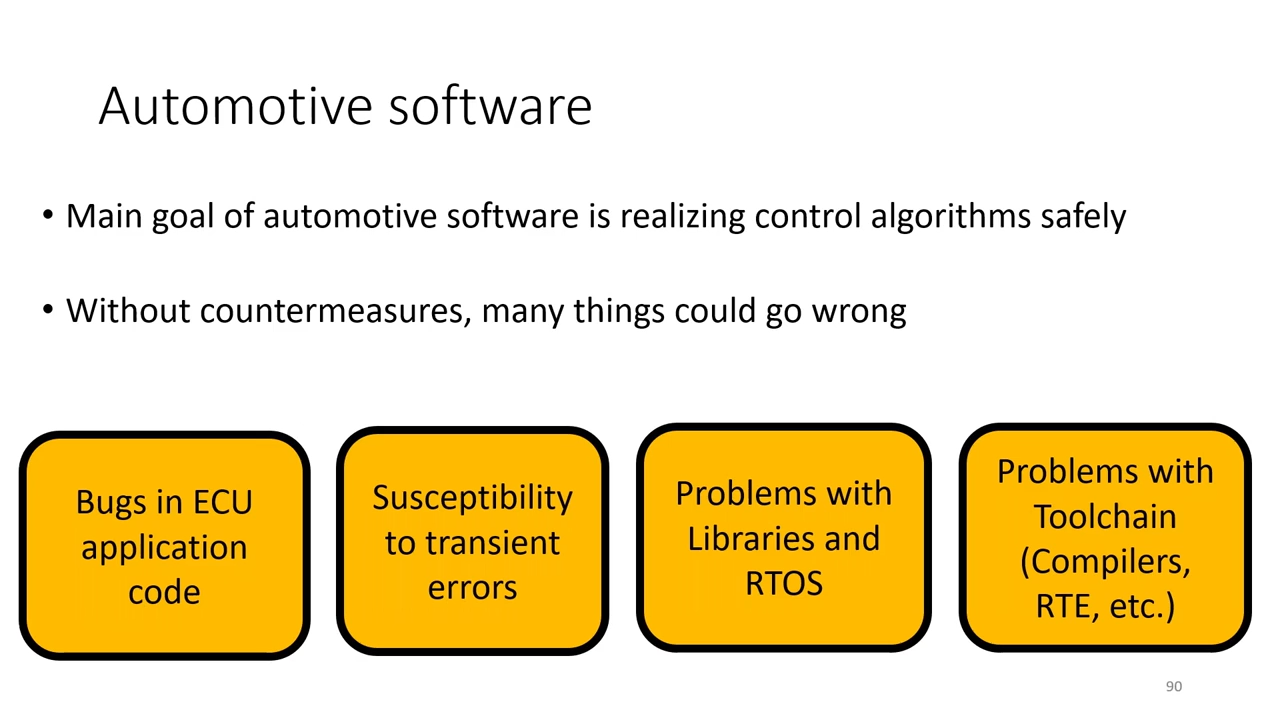 Automotive software
• Main goal of automotive software is realizing control algorithms safely
• Without countermeasures, many things could go wrong
Bugs in ECU
application
code
Susceptibility
to transient
errors
Problems with
Libraries and
RTOS
Problems with
Toolchain
(Compilers,
RTE, etc.)
90